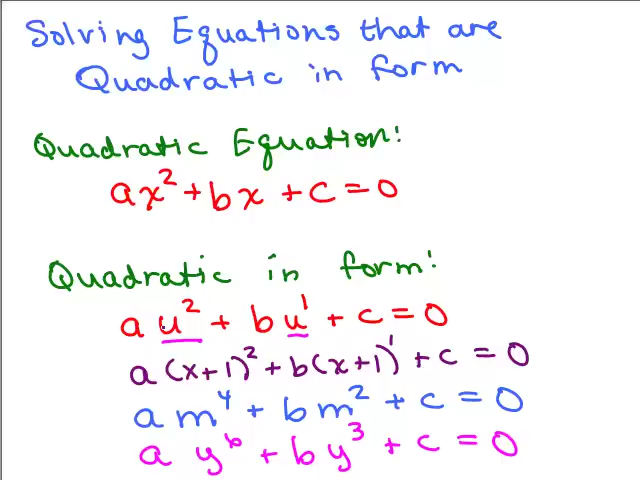 Solving Equations that are
Quadratic in form
Quadratic Equation:
ax² + bx + c = 0
Quadratic in form:
a u² + b u¹ + c = 0
a (x+1)² + b(x+1)¹ + c = 0
a m⁴ + b m² + c = 0
a y⁶ + b y³ + c = 0